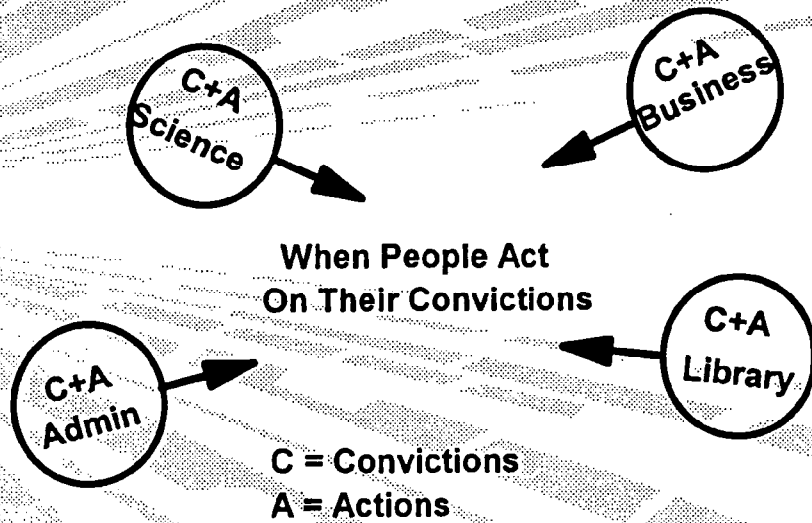 C+A
Science
C+A
Business
When People Act
On Their Convictions
C+A
Library
C+A
Admin
C = Convictions
A = Actions